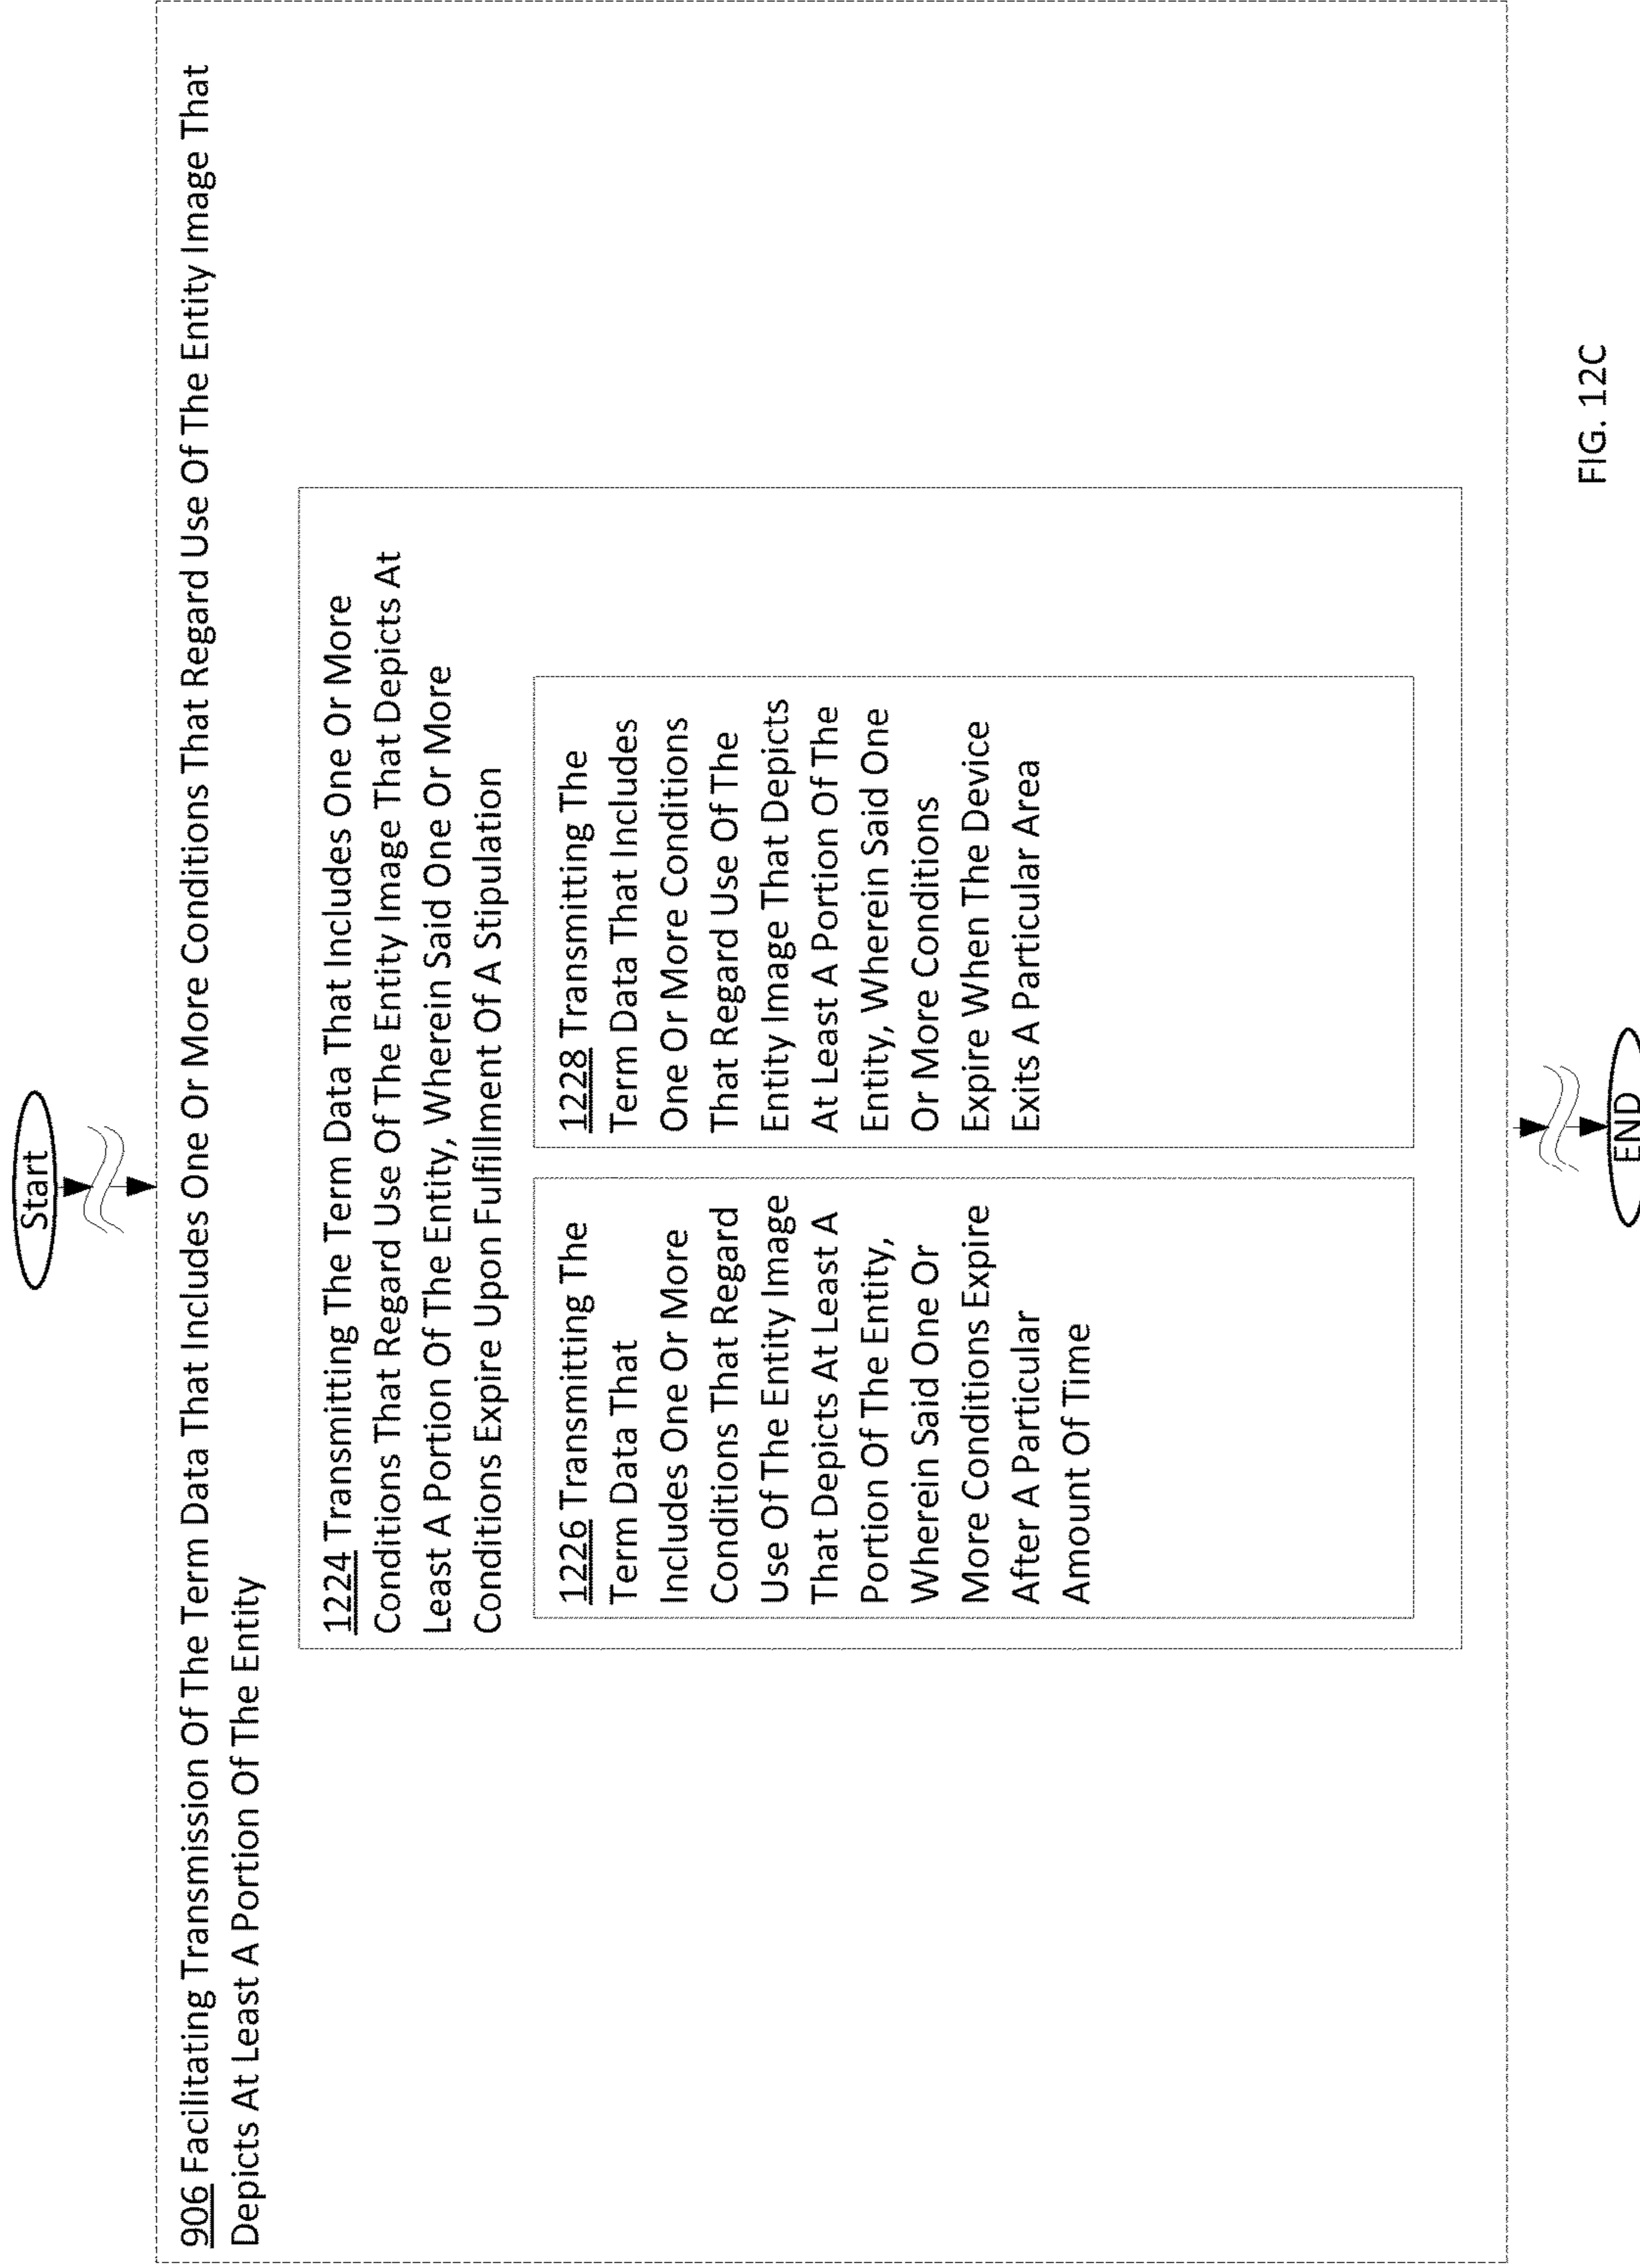 Start
906 Facilitating Transmission Of The Term Data That Includes One Or More Conditions That Regard Use Of The Entity Image That
Depicts At Least A Portion Of The Entity
1224 Transmitting The Term Data That Includes One Or More
Conditions That Regard Use Of The Entity Image That Depicts At
Least A Portion Of The Entity, Wherein Said One Or More
Conditions Expire Upon Fulfillment Of A Stipulation
1226 Transmitting The
Term Data That
Includes One Or More
Conditions That Regard
Use Of The Entity Image
That Depicts At Least A
Portion Of The Entity,
Wherein Said One Or
More Conditions Expire
After A Particular
Amount Of Time
1228 Transmitting The
Term Data That Includes
One Or More Conditions
That Regard Use Of The
Entity Image That Depicts
At Least A Portion Of The
Entity, Wherein Said One
Or More Conditions
Expire When The Device
Exits A Particular Area
END
FIG. 12C